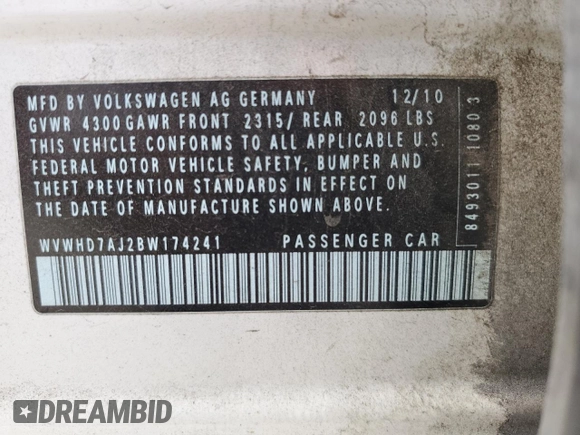 MFD BY VOLKSWAGEN AG GERMANY 12/10
GVWR 4300 GAWR FRONT 2315/ REAR 2096 LBS
THIS VEHICLE CONFORMS TO ALL APPLICABLE U.S.
FEDERAL MOTOR VEHICLE SAFETY, BUMPER AND
THEFT PREVENTION STANDARDS IN EFFECT ON
THE DATE OF MANUFACTURE SHOWN ABOVE.
WVWHD7AJ2BW174241 PASSENGER CAR
8493011 1080 3
DREAMBID